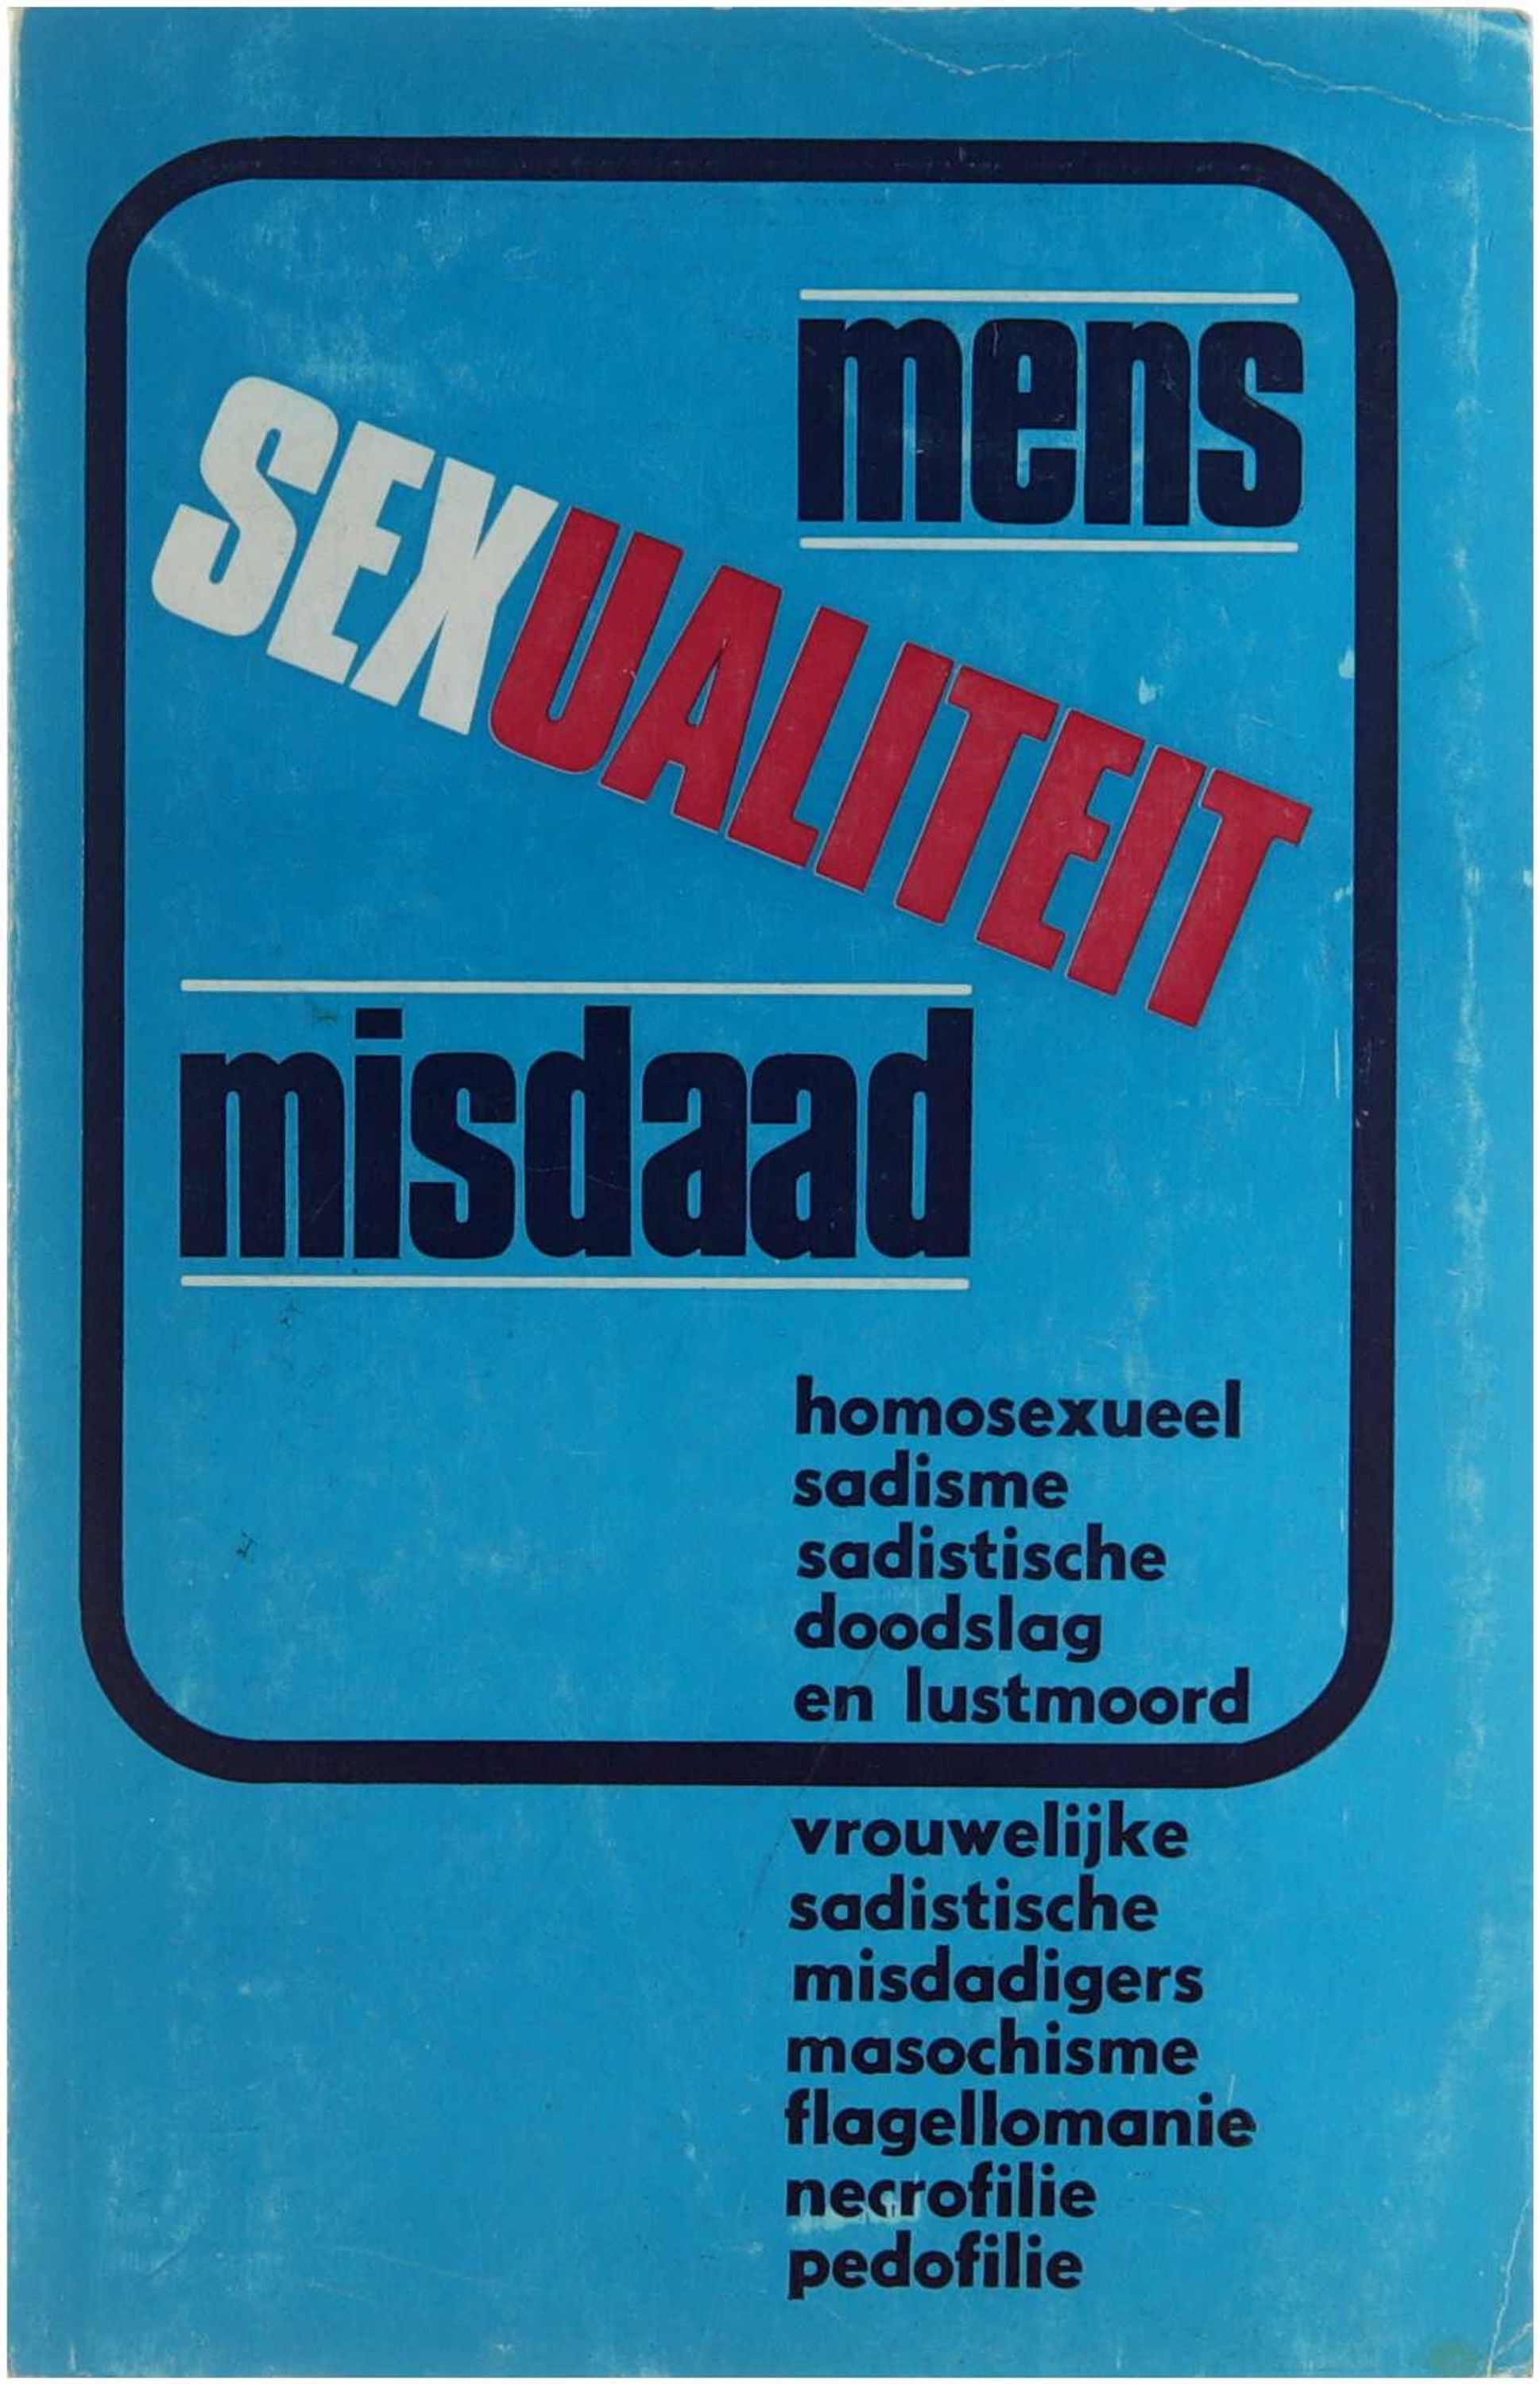 mens
SEXUALITEIT
misdaad
homosexueel
sadisme
sadistische
doodslag
en lustmoord
vrouwelijke
sadistische
misdadigers
masochisme
flagellomanie
necrofilie
pedofilie